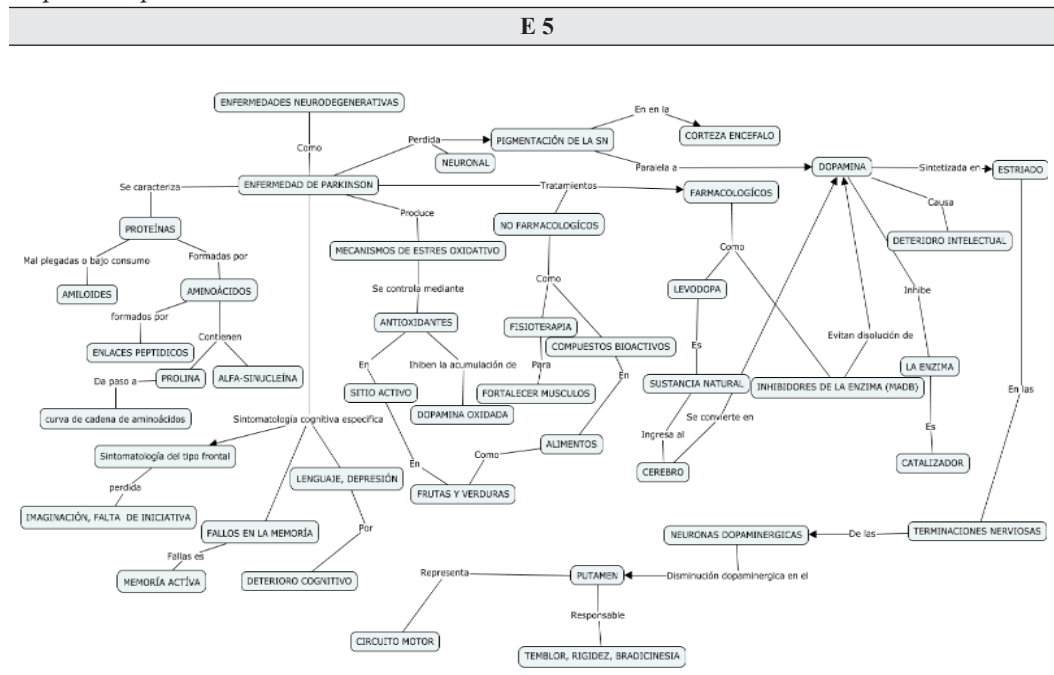 E 5
ENFERMEDADES NEURODEGENERATIVAS
En en la
Como
Perdida
PIGMENTACIÓN DE LA SN
CORTEZA ENCEFALO
NEURONAL
Paralela a
DOPAMINA
Sintetizada en
ESTRIADO
Se caracteriza
ENFERMEDAD DE PARKINSON
Tratamientos
FARMACOLOGÍCOS
Causa
PROTEÍNAS
Produce
NO FARMACOLOGÍCOS
DETERIORO INTELECTUAL
MECANISMOS DE ESTRES OXIDATIVO
Como
Mal plegadas o bajo consumo
Formadas por
Como
AMILOIDES
AMINOÁCIDOS
Se controla mediante
LEVODOPA
Inhibe
formados por
ANTIOXIDANTES
FISIOTERAPIA
Contienen
Evitan disolución de
ENLACES PEPTIDICOS
COMPUESTOS BIOACTIVOS
Es
En
Ihiben la acumulación de
Para
LA ENZIMA
Da paso a
PROLINA
ALFA-SINUCLEÍNA
En
SITIO ACTIVO
FORTALECER MUSCULOS
SUSTANCIA NATURAL
INHIBIDORES DE LA ENZIMA (MADB)
En las
curva de cadena de aminoácidos
DOPAMINA OXIDADA
Se convierte en
Sintomatología cognitiva especifica
Es
Ingresa al
ALIMENTOS
Sintomatología del tipo frontal
Como
En
CEREBRO
CATALIZADOR
perdida
LENGUAJE, DEPRESIÓN
FRUTAS Y VERDURAS
IMAGINACIÓN, FALTA DE INICIATIVA
FALLOS EN LA MEMORÍA
Por
NEURONAS DOPAMINERGICAS
De las
TERMINACIONES NERVIOSAS
Fallas es
MEMORÍA ACTÍVA
DETERIORO COGNITIVO
Representa
PUTAMEN
Disminución dopaminergica en el
Responsable
CIRCUITO MOTOR
TEMBLOR, RIGIDEZ, BRADICINESIA